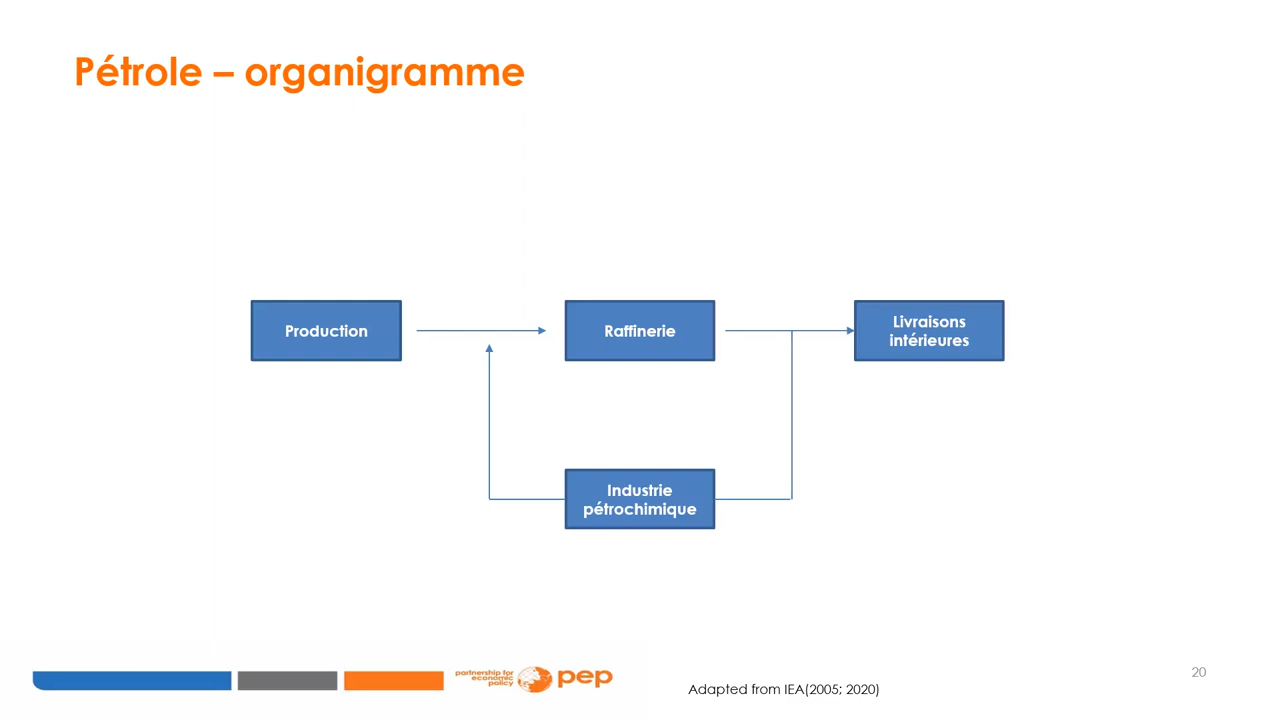 Pétrole – organigramme
Production
Raffinerie
Livraisons
intérieures
Industrie
pétrochimique
partnership for
economic
policy
pep
Adapted from IEA(2005; 2020)
20